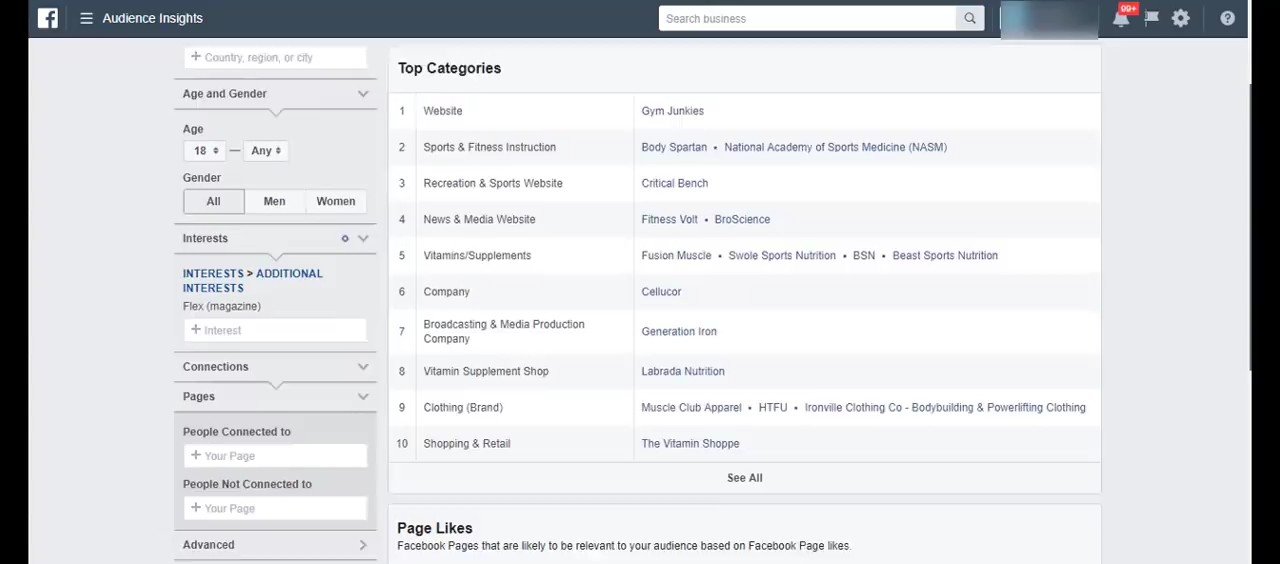 Audience Insights
Search business
99+
+ Country, region, or city
Age and Gender
Age
18 — Any
Gender
All Men Women
Interests
INTERESTS > ADDITIONAL
INTERESTS
Flex (magazine)
+ Interest
Connections
Pages
People Connected to
+ Your Page
People Not Connected to
+ Your Page
Advanced
Top Categories
1 Website Gym Junkies
2 Sports & Fitness Instruction Body Spartan • National Academy of Sports Medicine (NASM)
3 Recreation & Sports Website Critical Bench
4 News & Media Website Fitness Volt • BroScience
5 Vitamins/Supplements Fusion Muscle • Swole Sports Nutrition • BSN • Beast Sports Nutrition
6 Company Cellucor
7 Broadcasting & Media Production
Company Generation Iron
8 Vitamin Supplement Shop Labrada Nutrition
9 Clothing (Brand) Muscle Club Apparel • HTFU • Ironville Clothing Co - Bodybuilding & Powerlifting Clothing
10 Shopping & Retail The Vitamin Shoppe
See All
Page Likes
Facebook Pages that are likely to be relevant to your audience based on Facebook Page likes.